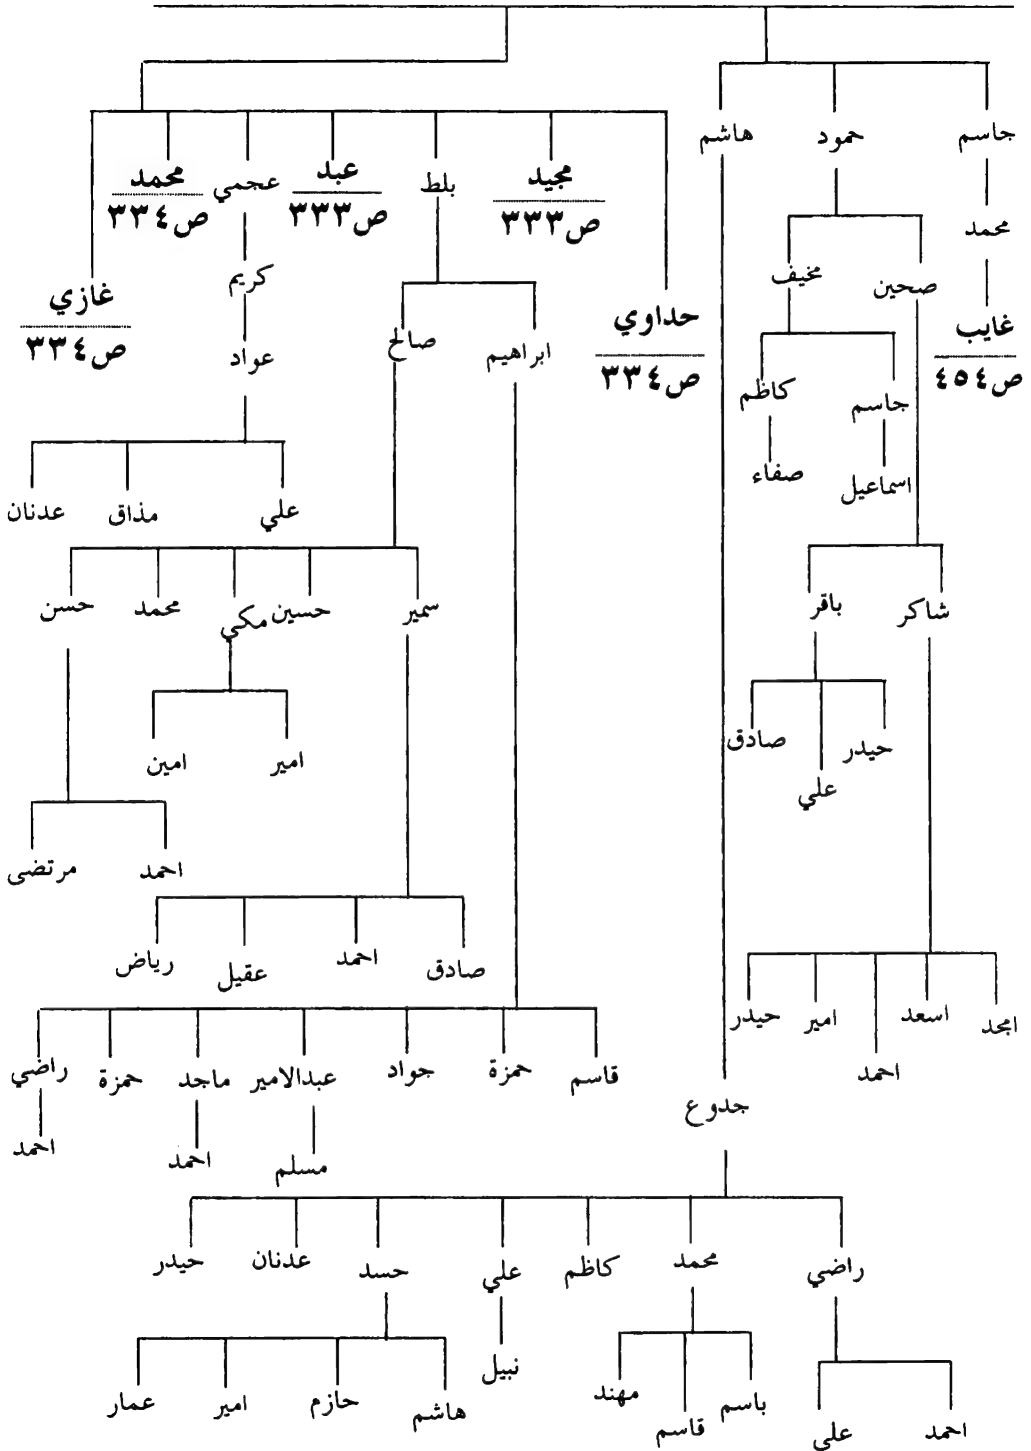 جاسم حمود هاشم
مجيد بلط عبد عجمي محمد
ص٣٣٣ ص٣٣٣ ص٣٣٤
محمد
صحين مخيف
كريم
غازي
ص٣٣٤
غايب حداوي
ص٤٥٤ ص٣٣٤
ابراهيم صالح عواد
جاسم كاظم
اسماعيل صفاء
علي مذاق عدنان
شاكر باقر
سمير حسين مكي محمد حسن
حيدر علي صادق
امير امين
احمد مرتضى
صادق احمد عقيل رياض
امجد اسعد احمد امير حيدر
قاسم حمزة جواد عبدالامير ماجد حمزة راضي
جدوع
مسلم احمد احمد
راضي محمد كاظم علي حسد عدنان حيدر
نبيل
احمد علي باسم قاسم مهند
هاشم حازم امير عمار